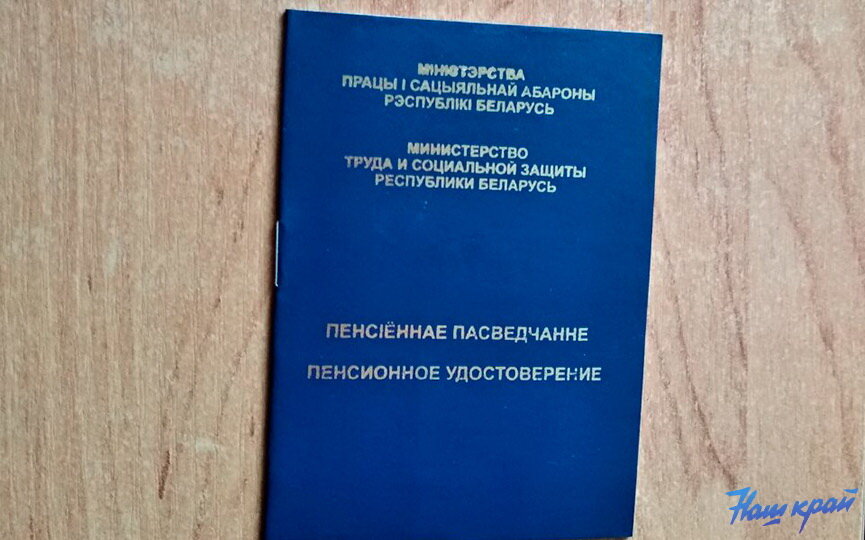 МІНІСТЭРСТВА
ПРАЦЫ І САЦЫЯЛЬНАЙ АБАРОНЫ
РЭСПУБЛІКІ БЕЛАРУСЬ
МИНИСТЕРСТВО
ТРУДА И СОЦИАЛЬНОЙ ЗАЩИТЫ
РЕСПУБЛИКИ БЕЛАРУСЬ
ПЕНСІЁННАЕ ПАСВЕДЧАННЕ
ПЕНСИОННОЕ УДОСТОВЕРЕНИЕ
Наш край